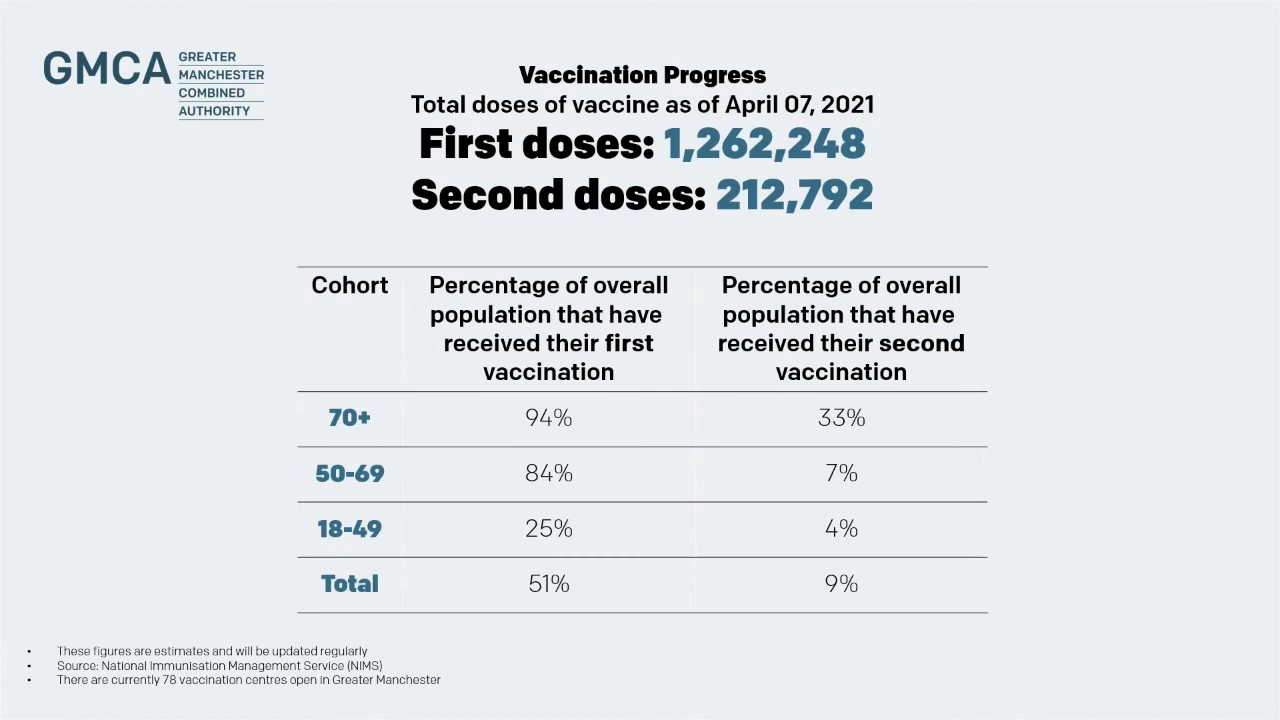 GMCA
GREATER
MANCHESTER
COMBINED
AUTHORITY
Vaccination Progress
Total doses of vaccine as of April 07, 2021
First doses: 1,262,248
Second doses: 212,792
Cohort
Percentage of overall
population that have
received their first
vaccination
Percentage of overall
population that have
received their second
vaccination
70+ 94% 33%
50-69 84% 7%
18-49 25% 4%
Total 51% 9%
• These figures are estimates and will be updated regularly
• Source: National Immunisation Management Service (NIMS)
• There are currently 78 vaccination centres open in Greater Manchester